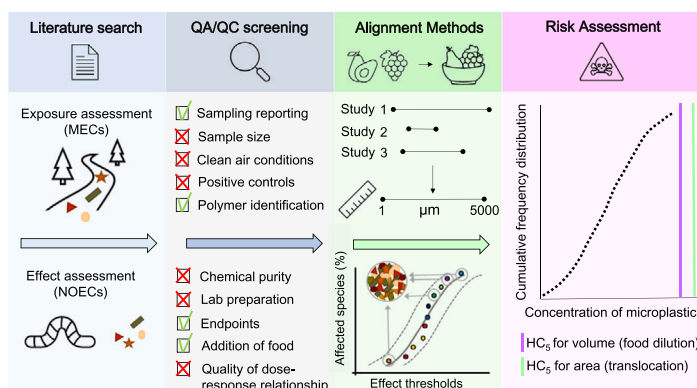 Literature search
QA/QC screening
Alignment Methods
Risk Assessment
Exposure assessment
(MECs)
Effect assessment
(NOECs)
Sampling reporting
Sample size
Clean air conditions
Positive controls
Polymer identification
Chemical purity
Lab preparation
Endpoints
Addition of food
Quality of dose-
response relationship
Study 1
Study 2
Study 3
1 μm 5000
Affected species (%)
Effect thresholds
Cumulative frequency distribution
Concentration of microplastic
HC5 for volume (food dilution)
HC5 for area (translocation)